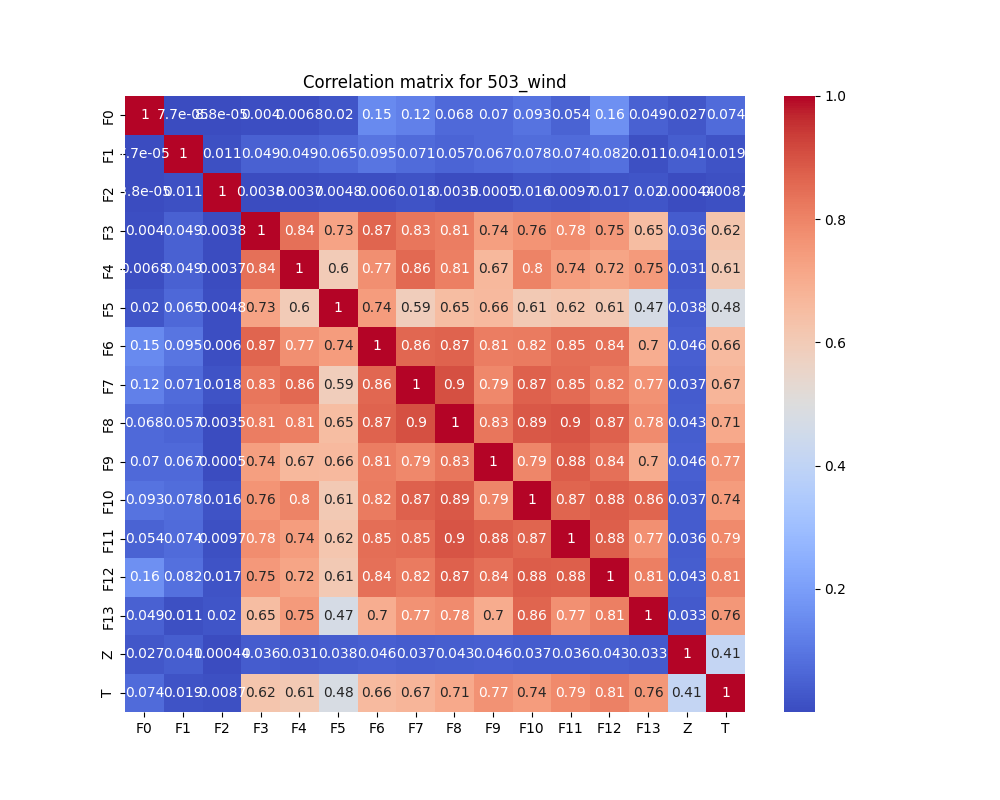 Correlation matrix for 503_wind
F0 1 0.004 0.0068 0.02 0.15 0.12 0.068 0.07 0.093 0.054 0.16 0.049 0.027 0.074
F1 1 0.011 0.049 0.049 0.065 0.095 0.071 0.057 0.067 0.078 0.074 0.082 0.011 0.041 0.019
F2 0.011 1 0.0038 0.0037 0.0048 0.006 0.018 0.0035 0.0005 0.016 0.0097 0.017 0.02 0.00044 0.0087
F3 0.004 0.049 0.0038 1 0.84 0.73 0.87 0.83 0.81 0.74 0.76 0.78 0.75 0.65 0.036 0.62
F4 0.0068 0.049 0.0037 0.84 1 0.6 0.77 0.86 0.81 0.67 0.8 0.74 0.72 0.75 0.031 0.61
F5 0.02 0.065 0.0048 0.73 0.6 1 0.74 0.59 0.65 0.66 0.61 0.62 0.61 0.47 0.038 0.48
F6 0.15 0.095 0.006 0.87 0.77 0.74 1 0.86 0.87 0.81 0.82 0.85 0.84 0.7 0.046 0.66
F7 0.12 0.071 0.018 0.83 0.86 0.59 0.86 1 0.9 0.79 0.87 0.85 0.82 0.77 0.037 0.67
F8 0.068 0.057 0.0035 0.81 0.81 0.65 0.87 0.9 1 0.83 0.89 0.9 0.87 0.78 0.043 0.71
F9 0.07 0.067 0.0005 0.74 0.67 0.66 0.81 0.79 0.83 1 0.79 0.88 0.84 0.7 0.046 0.77
F10 0.093 0.078 0.016 0.76 0.8 0.61 0.82 0.87 0.89 0.79 1 0.87 0.88 0.86 0.037 0.74
F11 0.054 0.074 0.0097 0.78 0.74 0.62 0.85 0.85 0.9 0.88 0.87 1 0.88 0.77 0.036 0.79
F12 0.16 0.082 0.017 0.75 0.72 0.61 0.84 0.82 0.87 0.84 0.88 0.88 1 0.81 0.043 0.81
F13 0.049 0.011 0.02 0.65 0.75 0.47 0.7 0.77 0.78 0.7 0.86 0.77 0.81 1 0.033 0.76
Z 0.027 0.041 0.00044 0.036 0.031 0.038 0.046 0.037 0.043 0.046 0.037 0.036 0.043 0.033 1 0.41
T 0.074 0.019 0.0087 0.62 0.61 0.48 0.66 0.67 0.71 0.77 0.74 0.79 0.81 0.76 0.41 1
F0 F1 F2 F3 F4 F5 F6 F7 F8 F9 F10 F11 F12 F13 Z T
1.0
0.8
0.6
0.4
0.2